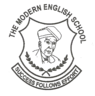 THE MODERN ENGLISH SCHOOL
SUCCESS FOLLOWS EFFORT